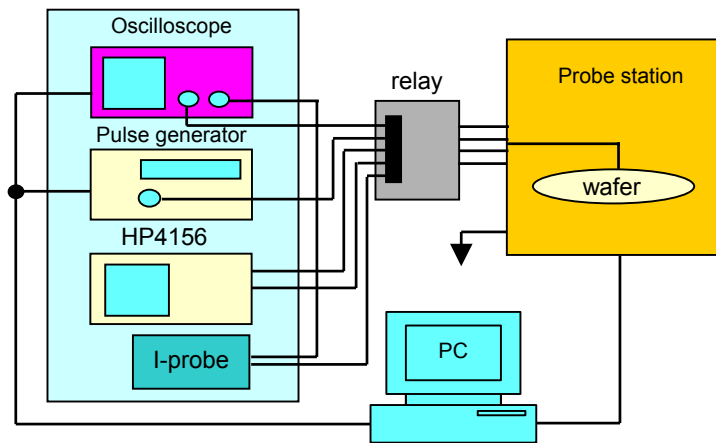 Oscilloscope
Pulse generator
HP4156
I-probe
relay
Probe station
wafer
PC